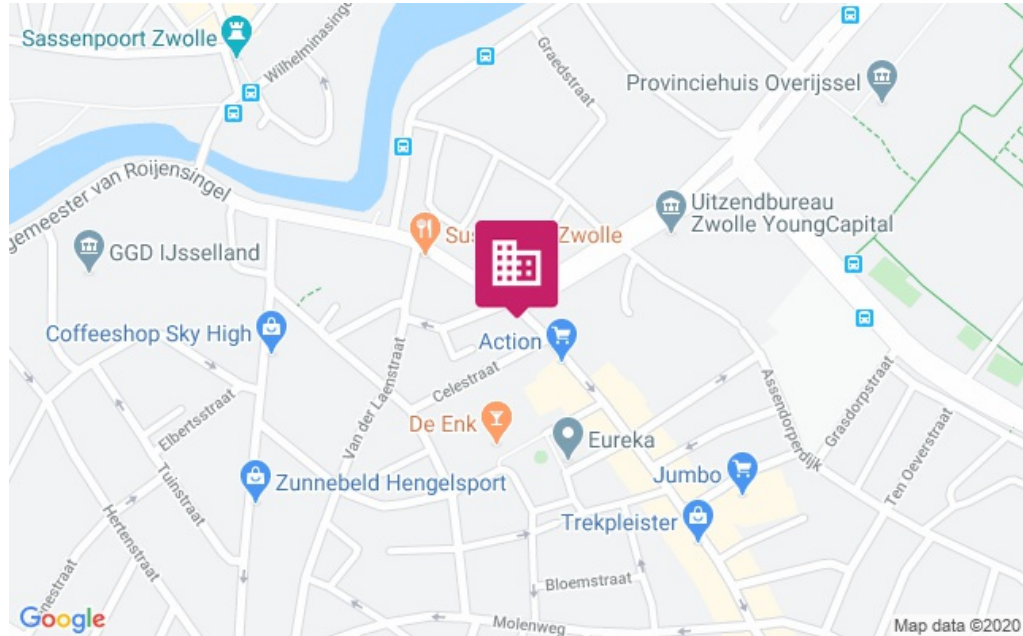 Sassenpoort Zwolle
Wilhelminasingel
Graedstraat
Provinciehuis Overijssel
gemeester van Roijensingel
Uitzendbureau
Zwolle YoungCapital
GGD IJsselland
Sus
Zwolle
Coffeeshop Sky High
Action
Van der Laenstraat
Celestraat
De Enk
Eureka
Elbertsstraat
Assendorperdijk
Grasdorpstraat
Ten Oeverstraat
Jumbo
Zunnebeld Hengelsport
Tuinstraat
Trekpleister
Hertenstraat
Bloemstraat
nestraat
Molenweg
Google
Map data ©2020